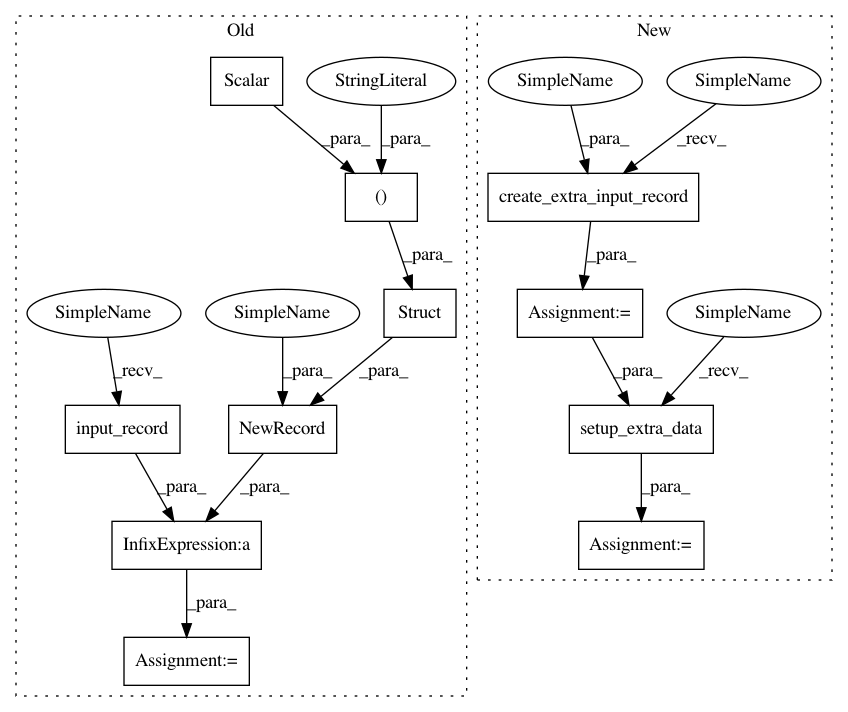 Old
New
Scalar
StringLiteral
SimpleName
SimpleName
_para_
_para_
_para_
_recv_
()
create_extra_input_record
_para_
_para_
SimpleName
SimpleName
Struct
Assignment:=
SimpleName
_recv_
_para_
_para_
_para_
_recv_
input_record
NewRecord
setup_extra_data
_para_
_para_
_para_
InfixExpression:a
Assignment:=
_para_
Assignment:=